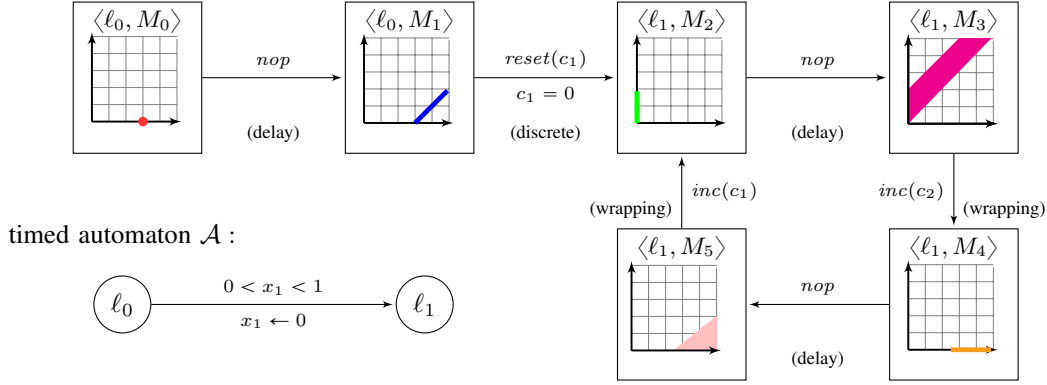 ⟨ℓ₀, M₀⟩
nop
(delay)
⟨ℓ₀, M₁⟩
reset(c₁)
c₁ = 0
(discrete)
⟨ℓ₁, M₂⟩
nop
(delay)
⟨ℓ₁, M₃⟩
(wrapping)
inc(c₁)
inc(c₂)
(wrapping)
timed automaton 𝒜 :
ℓ₀
0 < x₁ < 1
x₁ ← 0
ℓ₁
⟨ℓ₁, M₅⟩
nop
(delay)
⟨ℓ₁, M₄⟩